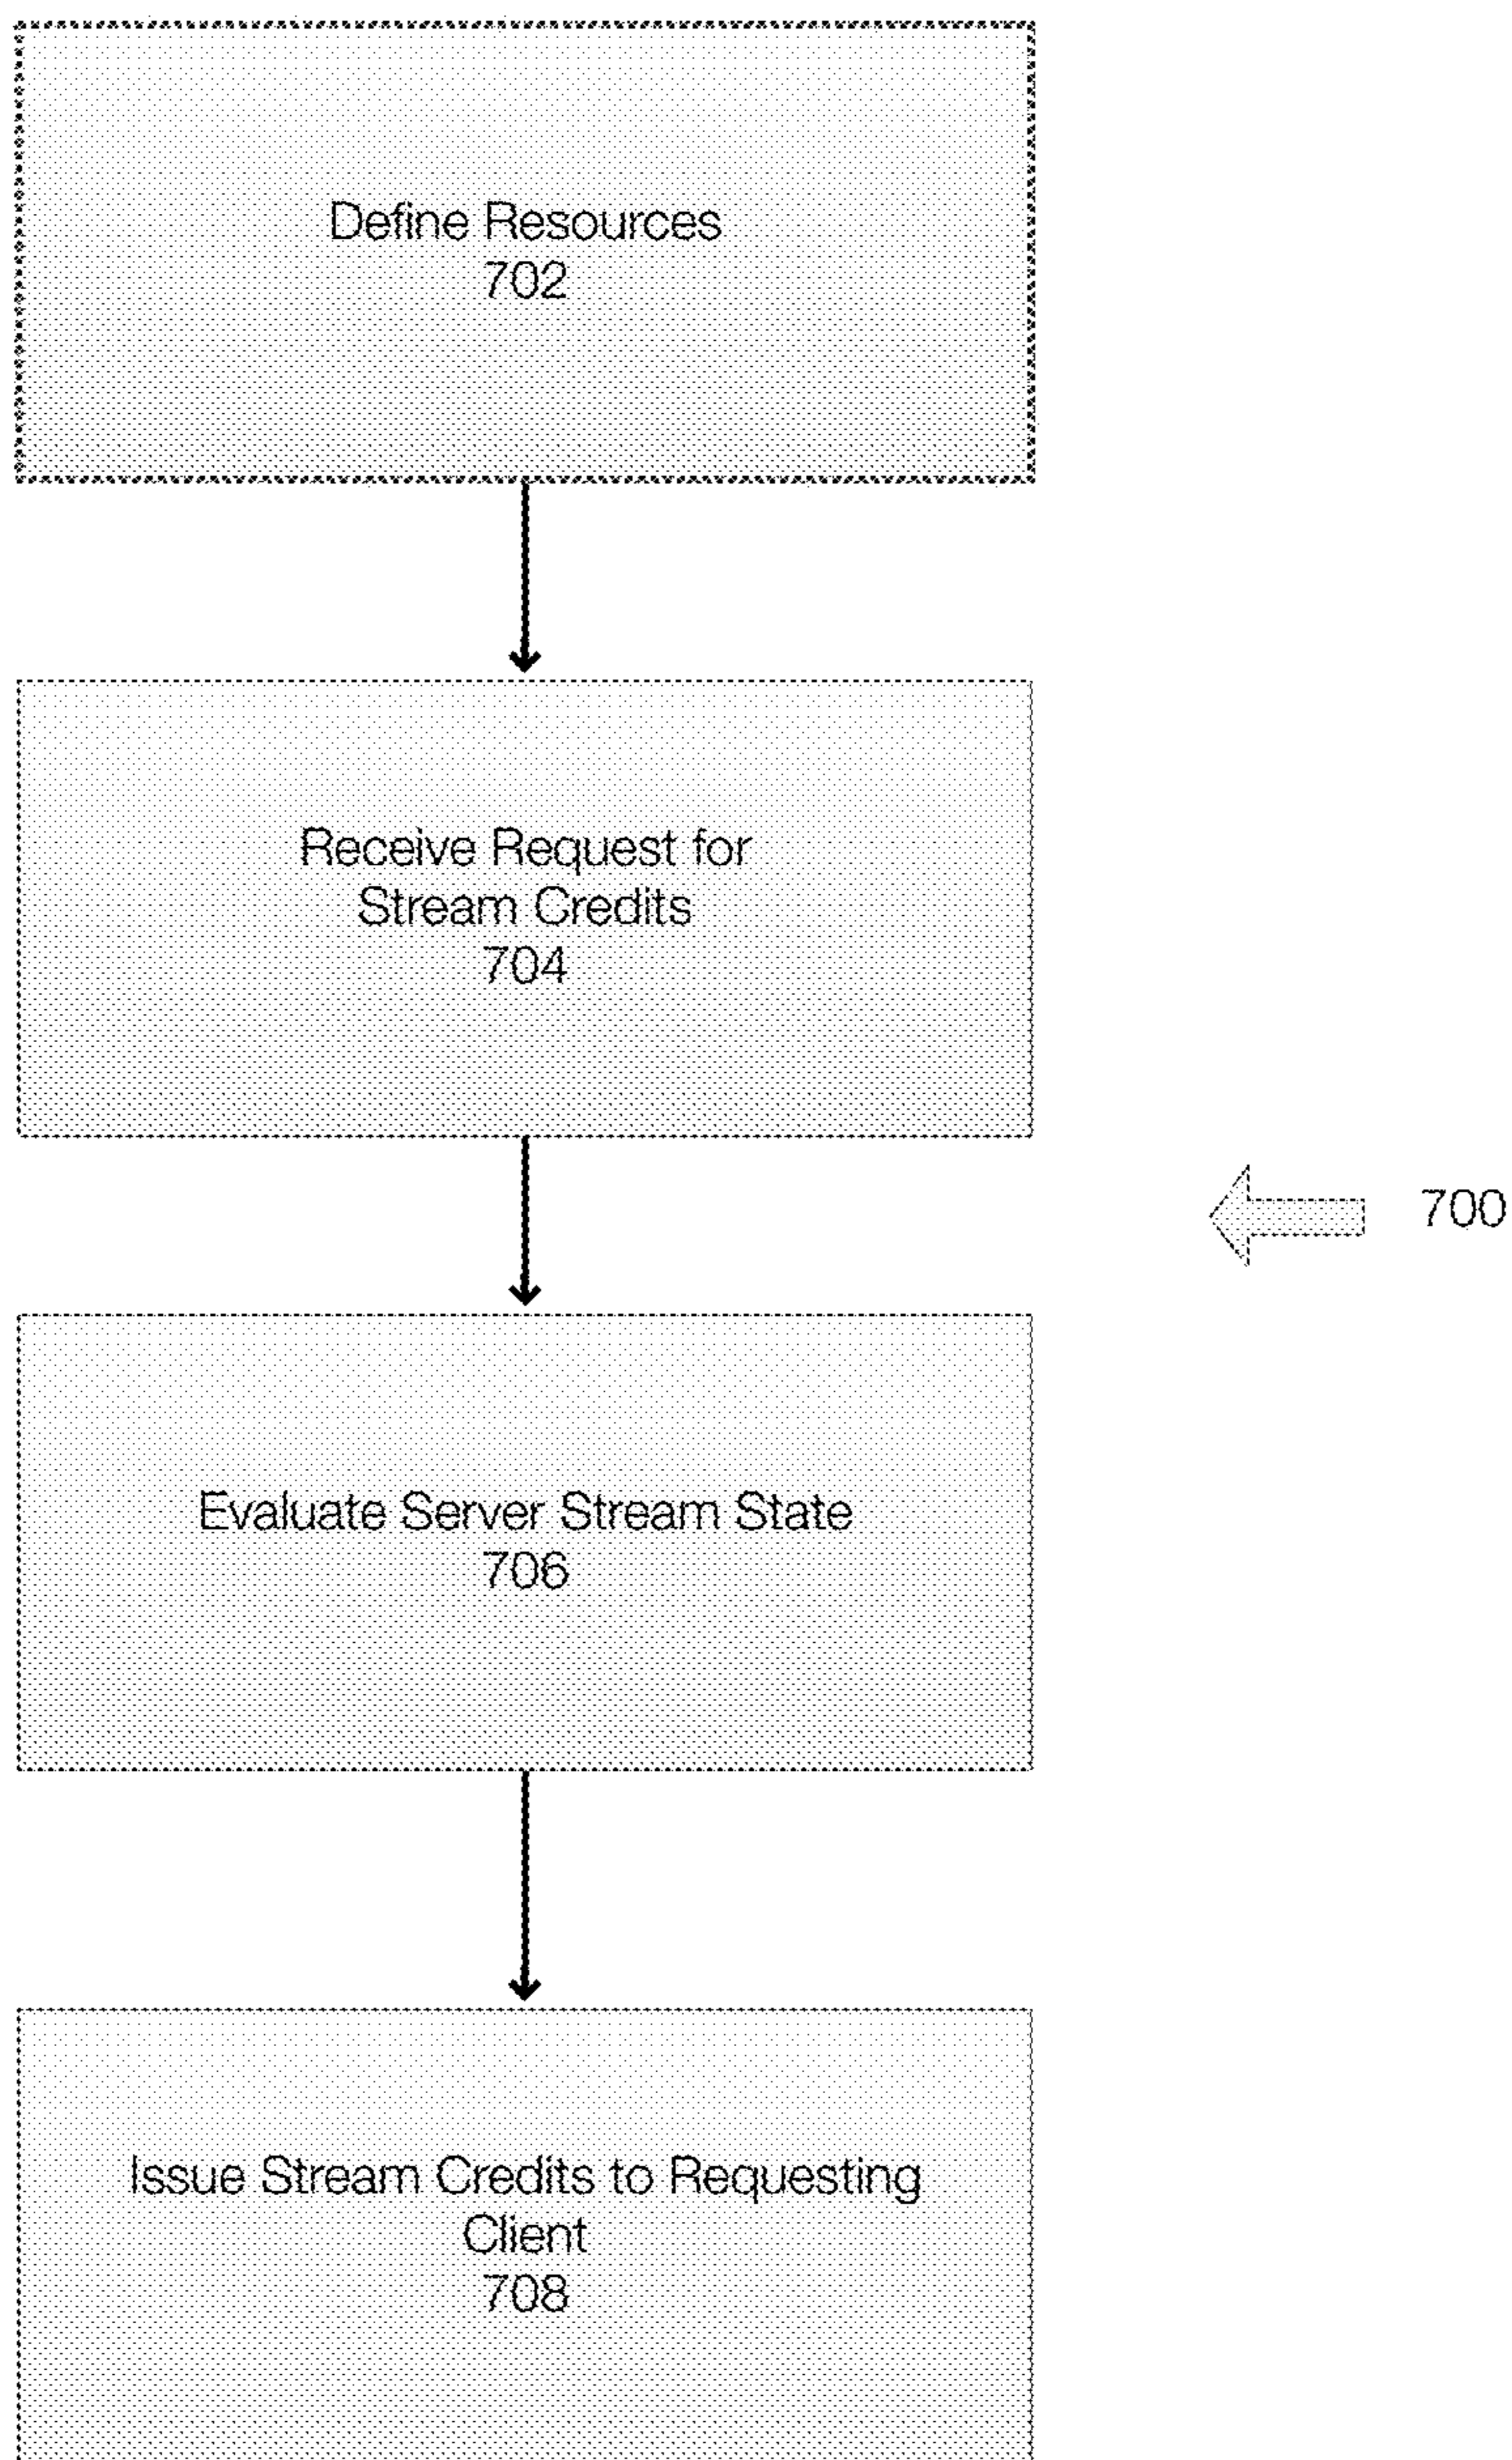 Define Resources
702
Receive Request for
Stream Credits
704
700
Evaluate Server Stream State
706
Issue Stream Credits to Requesting
Client
708